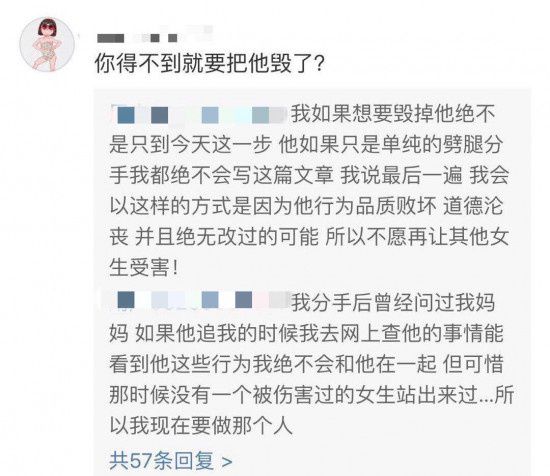 你得不到就要把他毁了?
我如果想要毁掉他绝不
是只到今天这一步 他如果只是单纯的劈腿分
手我都绝不会写这篇文章 我说最后一遍 我会
以这样的方式是因为他行为品质败坏 道德沦
丧 并且绝无改过的可能 所以不愿再让其他女
生受害!
我分手后曾经问过我妈
妈 如果他追我的时候我去网上查他的事情能
看到他这些行为我绝不会和他在一起 但可惜
那时候没有一个被伤害过的女生站出来过...所
以我现在要做那个人
共57条回复 >